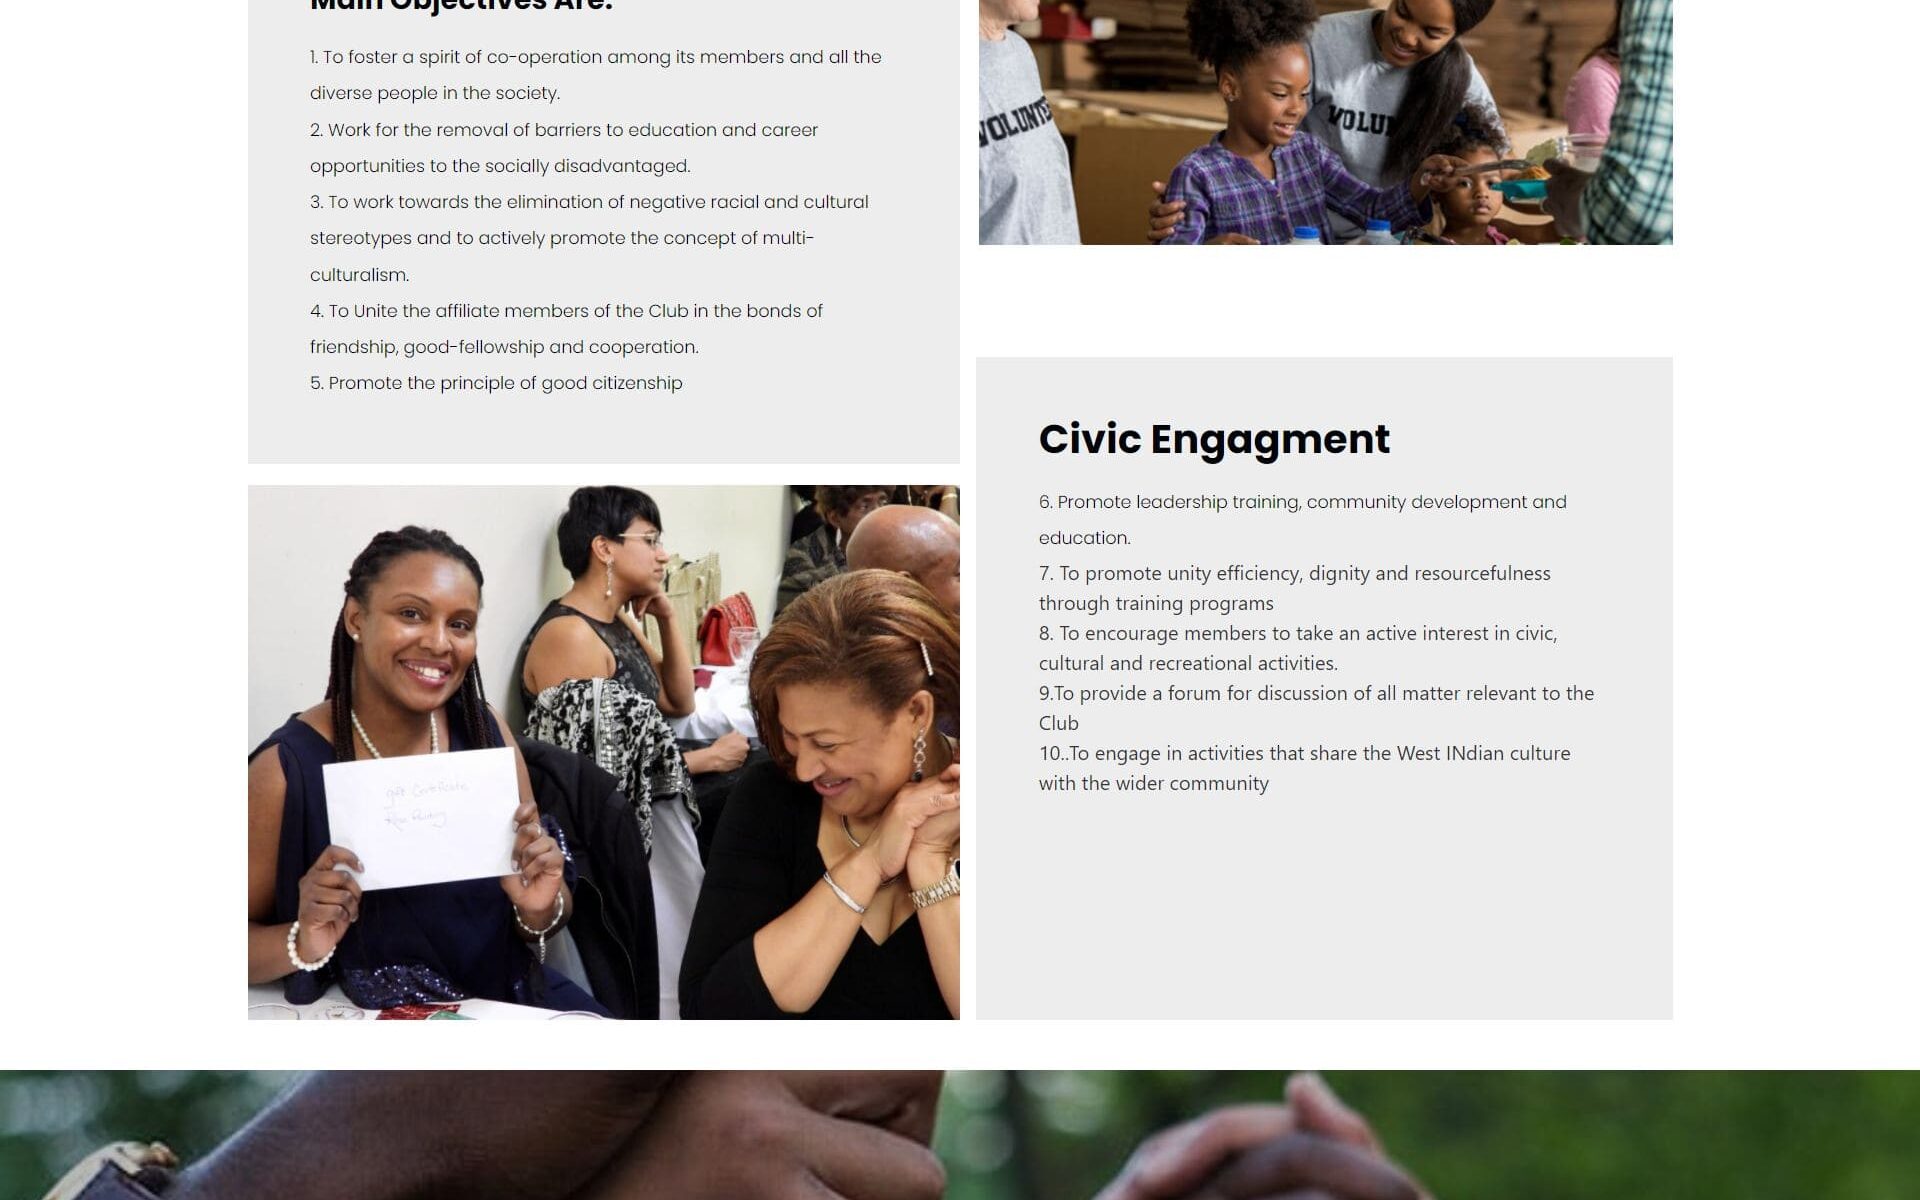 Main Objectives Are:
1. To foster a spirit of co-operation among its members and all the
diverse people in the society.
2. Work for the removal of barriers to education and career
opportunities to the socially disadvantaged.
3. To work towards the elimination of negative racial and cultural
stereotypes and to actively promote the concept of multi-
culturalism.
4. To Unite the affiliate members of the Club in the bonds of
friendship, good-fellowship and cooperation.
5. Promote the principle of good citizenship
VOLUNTE
VOLU
Civic Engagment
6. Promote leadership training, community development and
education.
7. To promote unity efficiency, dignity and resourcefulness
through training programs
8. To encourage members to take an active interest in civic,
cultural and recreational activities.
9.To provide a forum for discussion of all matter relevant to the
Club
10..To engage in activities that share the West INdian culture
with the wider community
gift Certificate